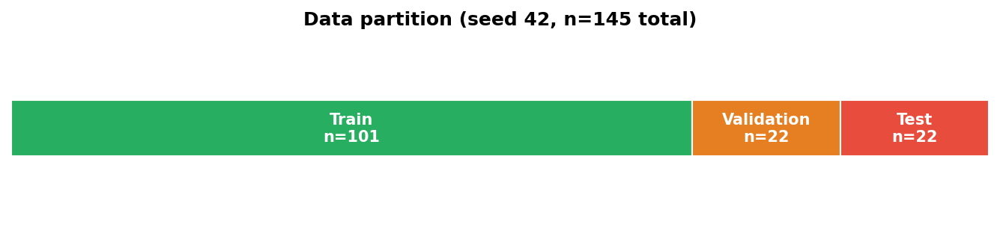 Data partition (seed 42, n=145 total)
Train
n=101
Validation
n=22
Test
n=22